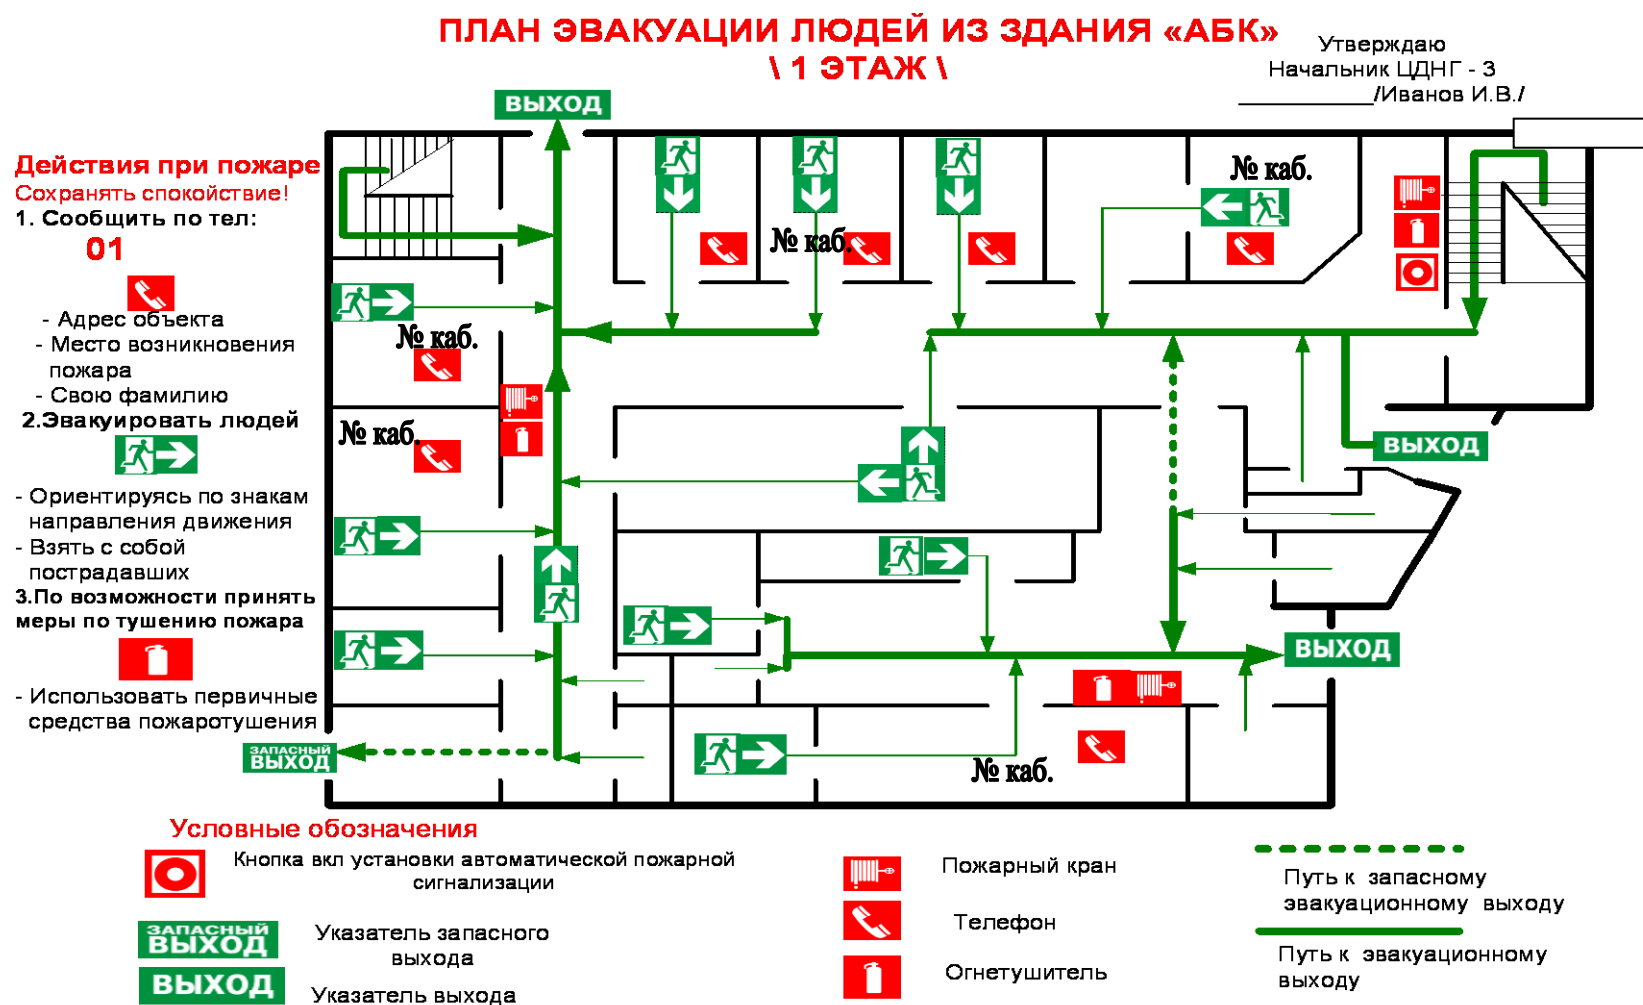 ПЛАН ЭВАКУАЦИИ ЛЮДЕЙ ИЗ ЗДАНИЯ «АБК»
\ 1 ЭТАЖ \
Утверждаю
Начальник ЦДНГ - 3
___________/Иванов И.В./
Действия при пожаре
Сохранять спокойствие!
1. Сообщить по тел:
01
- Адрес объекта
- Место возникновения
пожара
- Свою фамилию
2.Эвакуировать людей
- Ориентируясь по знакам
направления движения
- Взять с собой
пострадавших
3.По возможности принять
меры по тушению пожара
- Использовать первичные
средства пожаротушения
ВЫХОД
№ каб.
№ каб.
№ каб.
№ каб.
ВЫХОД
ВЫХОД
ЗАПАСНЫЙ
ВЫХОД
№ каб.
Условные обозначения
Кнопка вкл установки автоматической пожарной
сигнализации
ЗАПАСНЫЙ
ВЫХОД
Указатель запасного
выхода
ВЫХОД
Указатель выхода
Пожарный кран
Телефон
Огнетушитель
Путь к запасному
эвакуационному выходу
Путь к эвакуационному
выходу